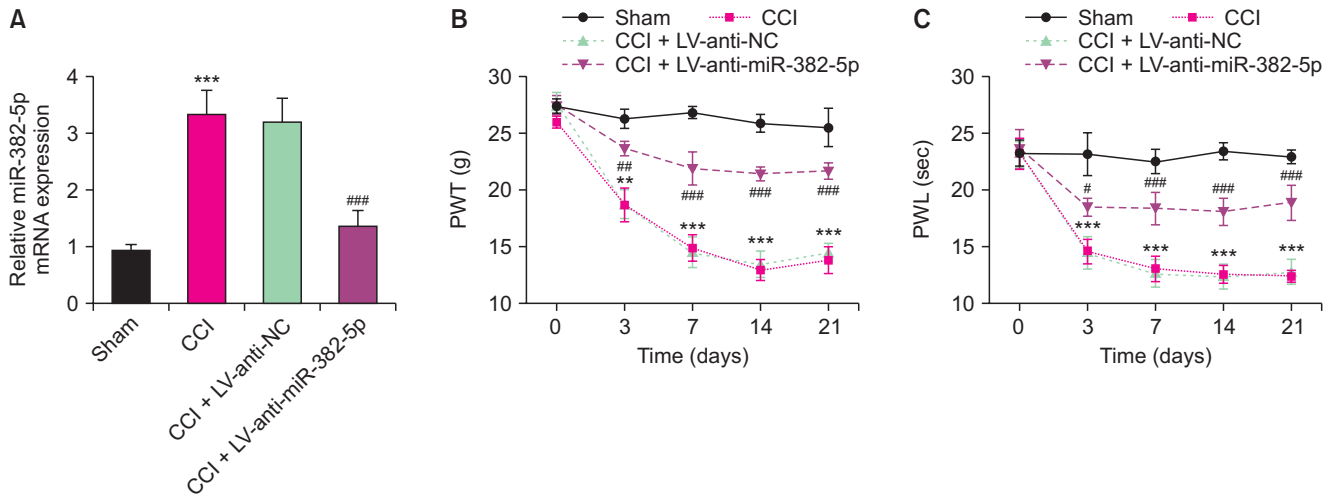 A
Relative miR-382-5p
mRNA expression
4
3
2
1
0
***
###
Sham
CCI
CCI + LV-anti-NC
CCI + LV-anti-miR-382-5p
B
Sham CCI
CCI + LV-anti-NC
CCI + LV-anti-miR-382-5p
PWT (g)
30
25
20
15
10
##
**
###
###
###
***
***
***
0 3 7 14 21
Time (days)
C
Sham CCI
CCI + LV-anti-NC
CCI + LV-anti-miR-382-5p
PWL (sec)
30
25
20
15
10
#
###
###
###
***
***
***
***
0 3 7 14 21
Time (days)